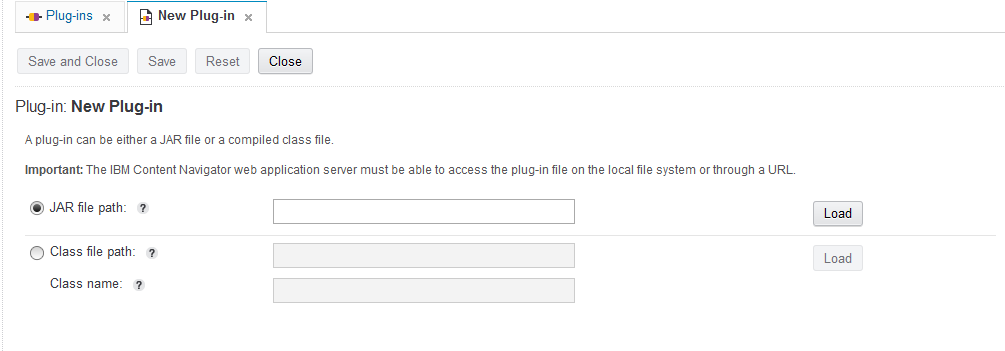 Plug-ins x New Plug-in x
Save and Close Save Reset Close
Plug-in: New Plug-in
A plug-in can be either a JAR file or a compiled class file.
Important: The IBM Content Navigator web application server must be able to access the plug-in file on the local file system or through a URL.
JAR file path: ? Load
Class file path: ? Load
Class name: ?